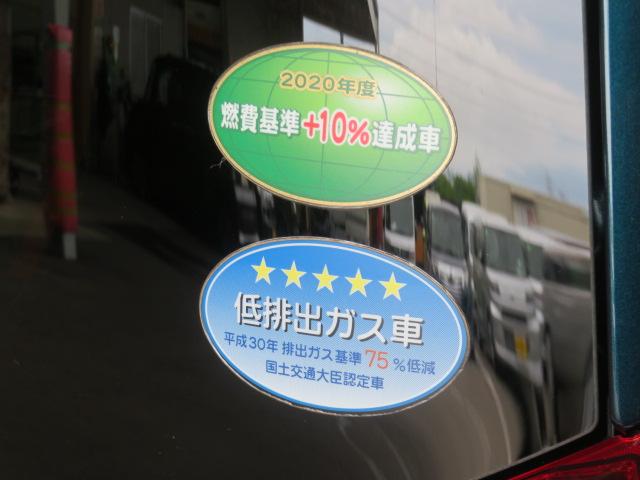 2020年度
燃費基準+10%達成車
低排出ガス車
平成30年 排出ガス基準75%低減
国土交通大臣認定車